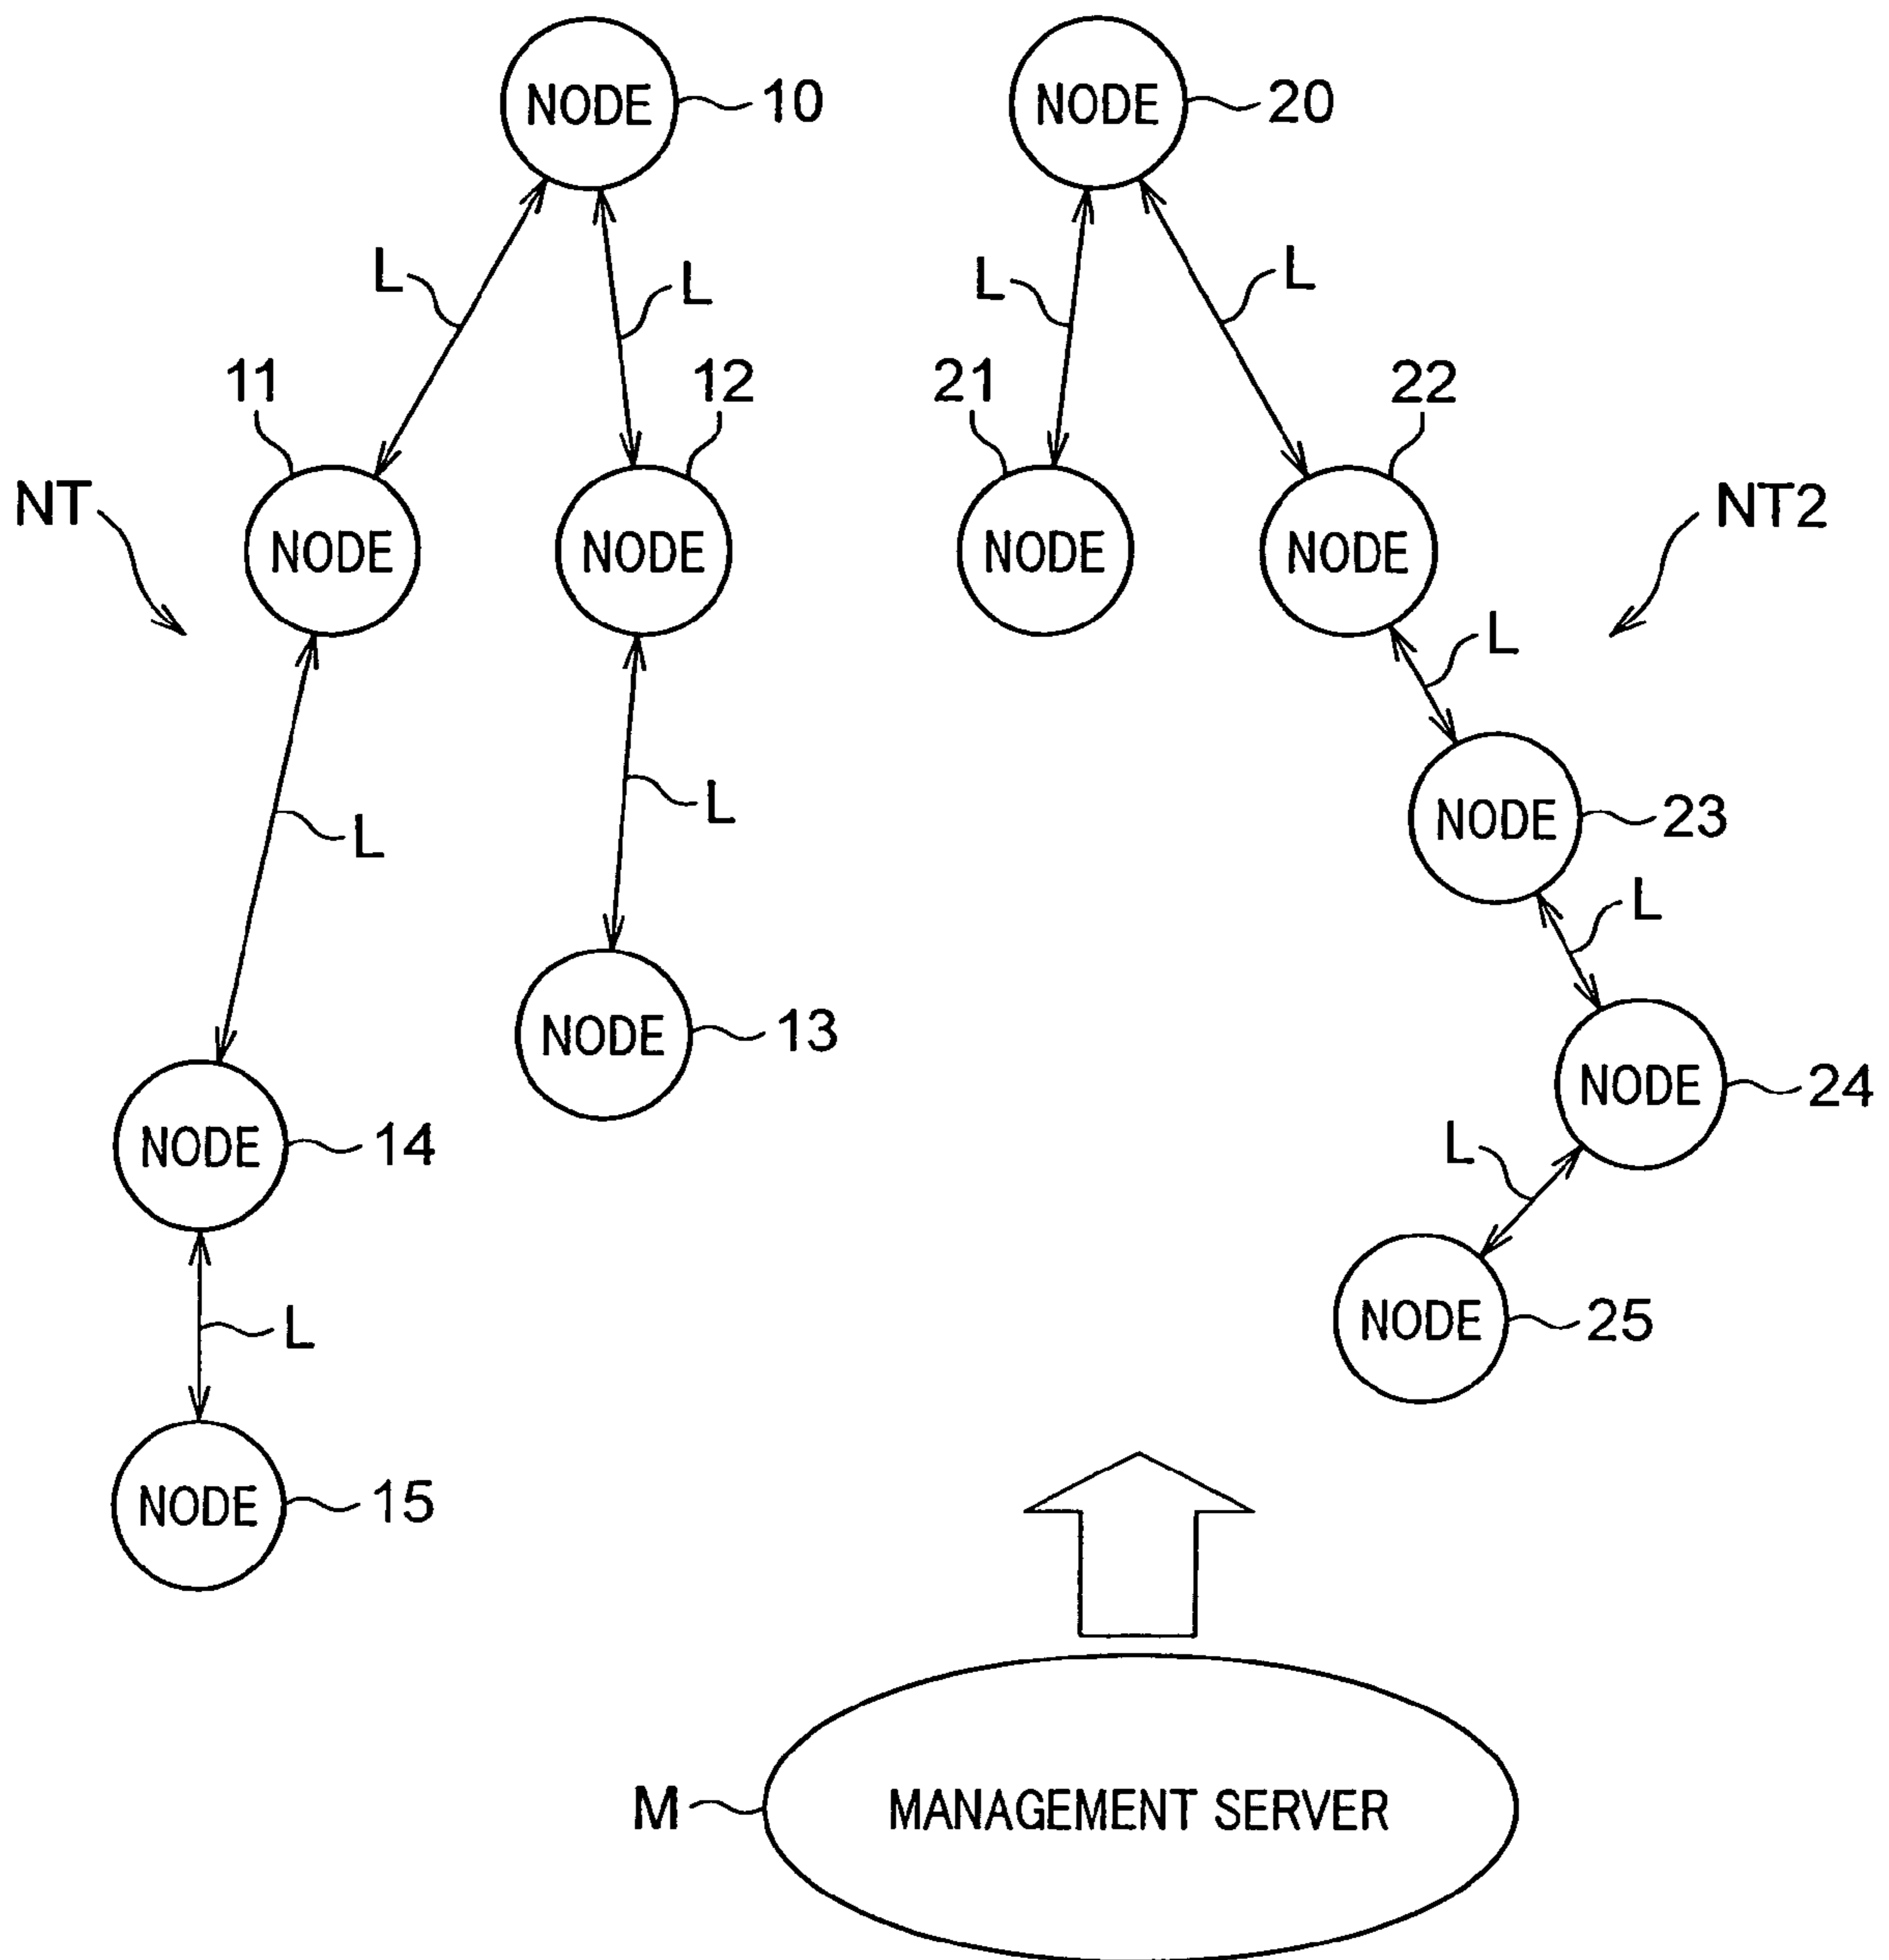 NODE 10
NODE 20
L
L
L
L
11
12
21
22
NT
NODE
NODE
NODE
NODE
NT2
L
L
L
NODE 23
L
NODE 13
NODE 24
NODE 14
L
NODE 25
L
NODE 15
M MANAGEMENT SERVER